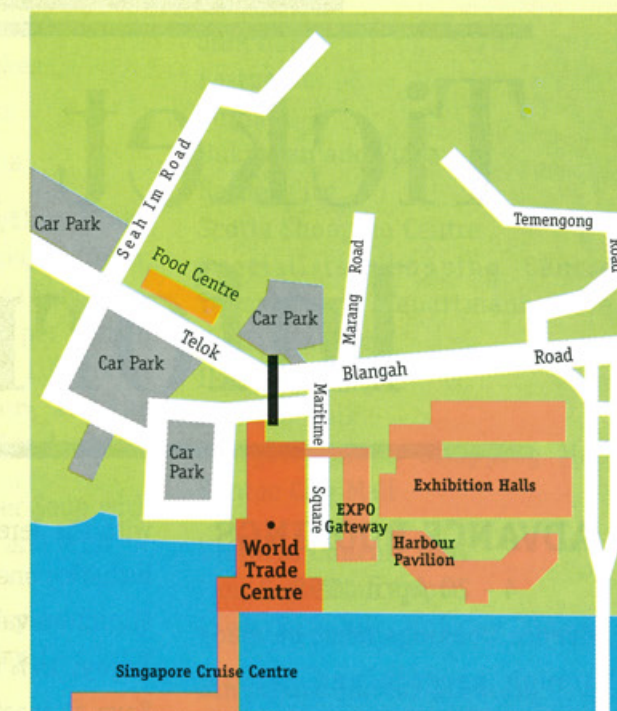 Ticket
Car Park
Seah Im Road
Food Centre
Temengong
Road
Marang Road
Car Park
Telok
Car Park
Blangah
Road
Maritime
Square
Car
Park
Exhibition Halls
EXPO
Gateway
Harbour
Pavilion
World
Trade
Centre
Singapore Cruise Centre